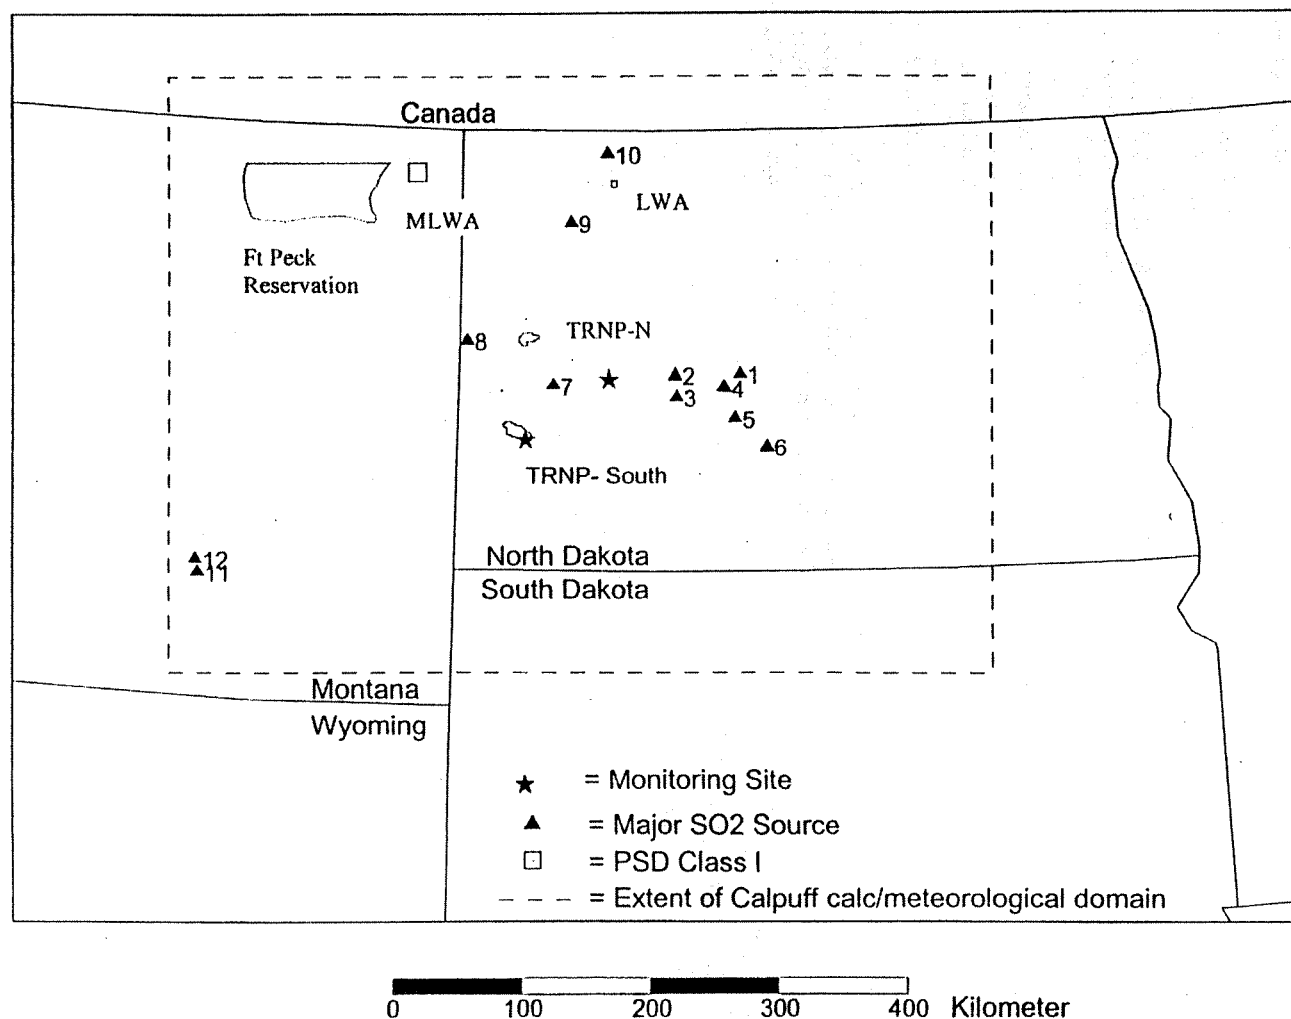 Canada
10
LWA
MLWA
9
Ft Peck
Reservation
TRNP-N
8
2
1
7
4
3
5
6
TRNP- South
12
11
North Dakota
South Dakota
Montana
Wyoming
= Monitoring Site
= Major SO2 Source
= PSD Class I
= Extent of Calpuff calc/meteorological domain
0 100 200 300 400 Kilometer